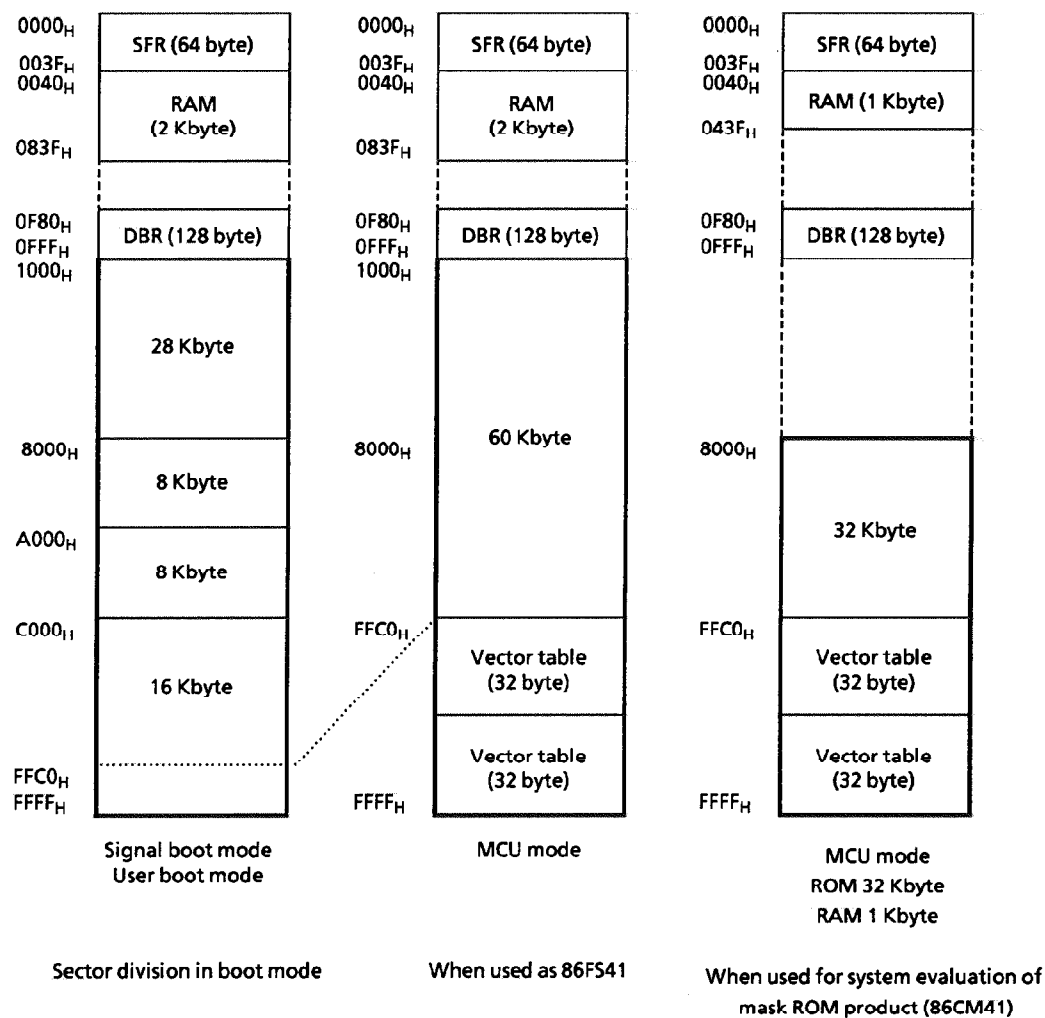 0000H
SFR (64 byte)
003FH
0040H
RAM
(2 Kbyte)
083FH
0F80H
DBR (128 byte)
0FFFH
1000H
28 Kbyte
8000H
8 Kbyte
A000H
8 Kbyte
C000H
16 Kbyte
FFC0H
FFFFH
Signal boot mode
User boot mode
Sector division in boot mode
0000H
SFR (64 byte)
003FH
0040H
RAM
(2 Kbyte)
083FH
0F80H
DBR (128 byte)
0FFFH
1000H
60 Kbyte
8000H
FFC0H
Vector table
(32 byte)
Vector table
(32 byte)
FFFFH
MCU mode
When used as 86FS41
0000H
SFR (64 byte)
003FH
0040H
RAM (1 Kbyte)
043FH
0F80H
DBR (128 byte)
0FFFH
8000H
32 Kbyte
FFC0H
Vector table
(32 byte)
Vector table
(32 byte)
FFFFH
MCU mode
ROM 32 Kbyte
RAM 1 Kbyte
When used for system evaluation of
mask ROM product (86CM41)